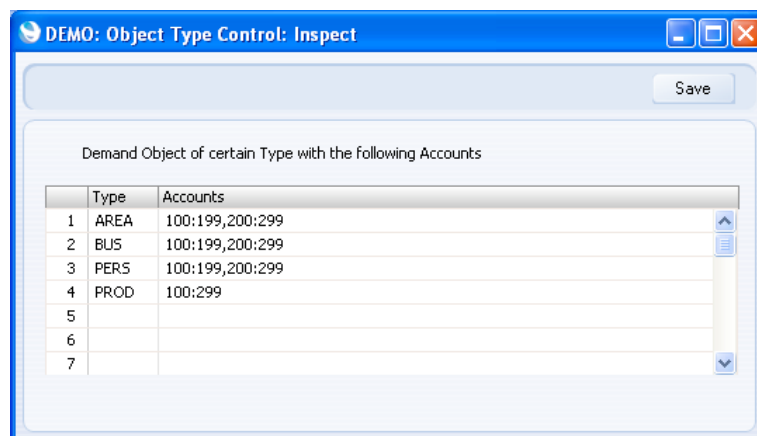 DEMO: Object Type Control: Inspect
Save
Demand Object of certain Type with the following Accounts
Type Accounts
1 AREA 100:199,200:299
2 BUS 100:199,200:299
3 PERS 100:199,200:299
4 PROD 100:299
5
6
7